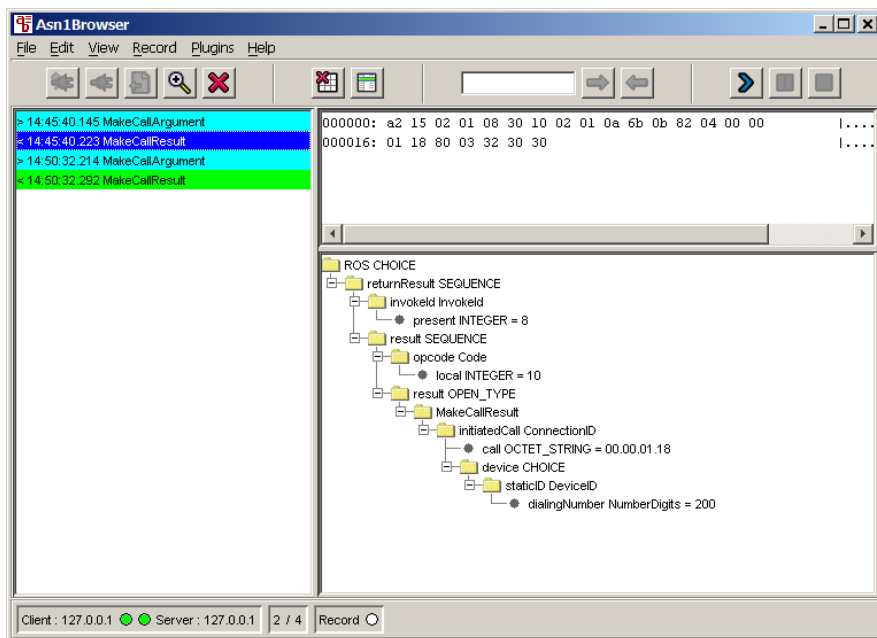 Asn1Browser
File Edit View Record Plugins Help
> 14:45:40.145 MakeCallArgument
< 14:45:40.223 MakeCallResult
> 14:50:32.214 MakeCallArgument
< 14:50:32.292 MakeCallResult
000000: a2 15 02 01 08 30 10 02 01 0a 6b 0b 82 04 00 00 |....
000016: 01 18 80 03 32 30 30 |....
ROS CHOICE
returnResult SEQUENCE
invokeId InvokeId
present INTEGER = 8
result SEQUENCE
opcode Code
local INTEGER = 10
result OPEN_TYPE
MakeCallResult
initiatedCall ConnectionID
call OCTET_STRING = 00.00.01.18
device CHOICE
staticID DeviceID
dialingNumber NumberDigits = 200
Client : 127.0.0.1 Server : 127.0.0.1 2 / 4 Record